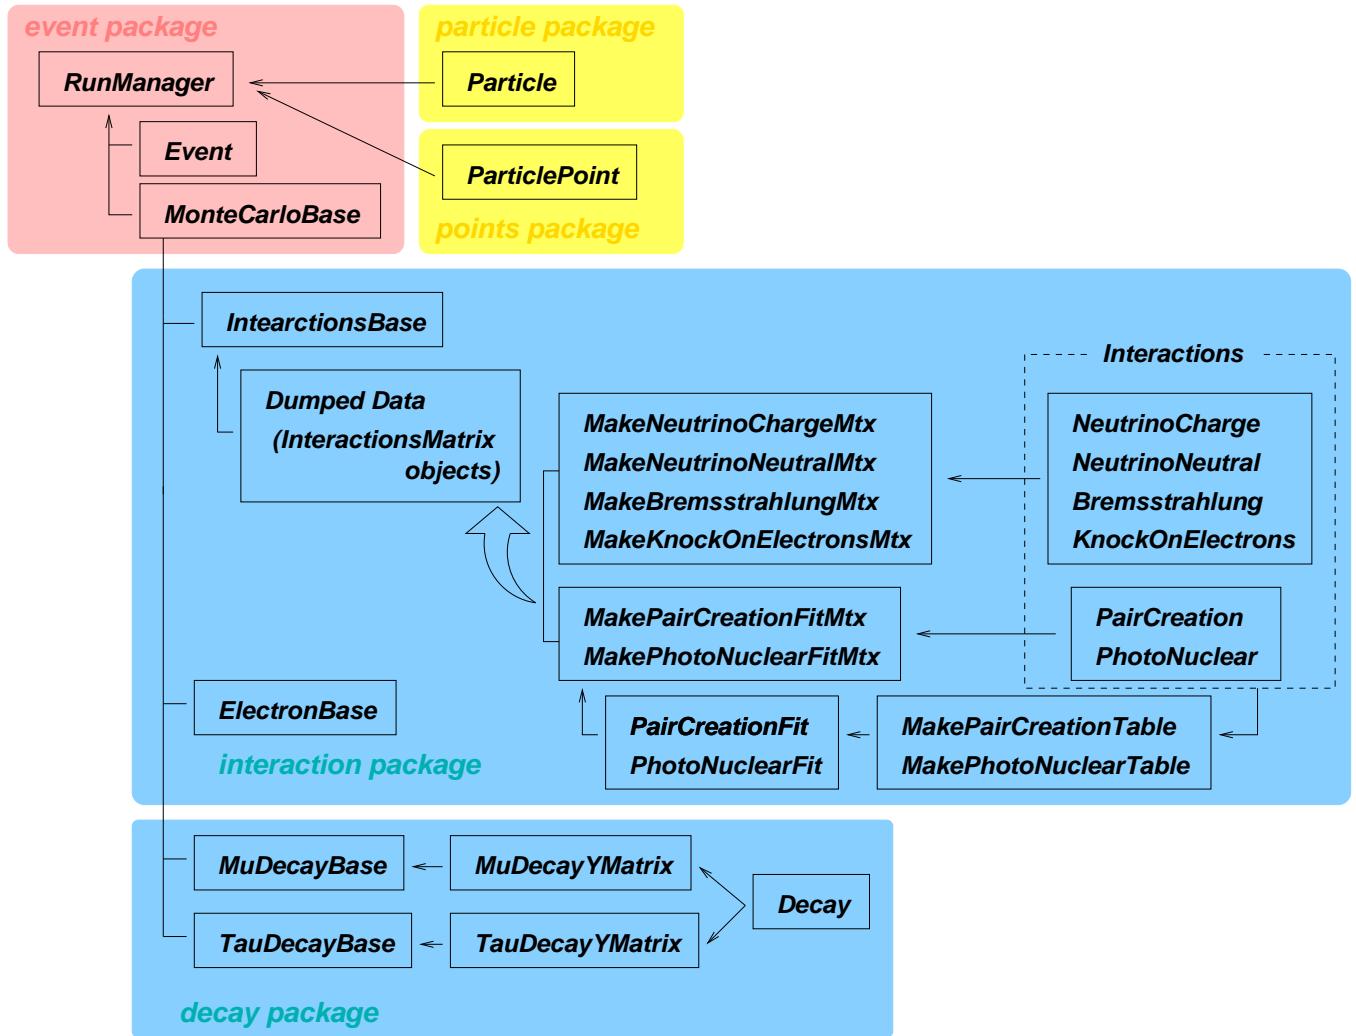 event package
RunManager
Event
MonteCarloBase
particle package
Particle
ParticlePoint
points package
IntearctionsBase
Dumped Data
(InteractionsMatrix
objects)
MakeNeutrinoChargeMtx
MakeNeutrinoNeutralMtx
MakeBremsstrahlungMtx
MakeKnockOnElectronsMtx
Interactions
NeutrinoCharge
NeutrinoNeutral
Bremsstrahlung
KnockOnElectrons
MakePairCreationFitMtx
MakePhotoNuclearFitMtx
PairCreation
PhotoNuclear
ElectronBase
PairCreationFit
PhotoNuclearFit
MakePairCreationTable
MakePhotoNuclearTable
interaction package
MuDecayBase
MuDecayYMatrix
Decay
TauDecayBase
TauDecayYMatrix
decay package